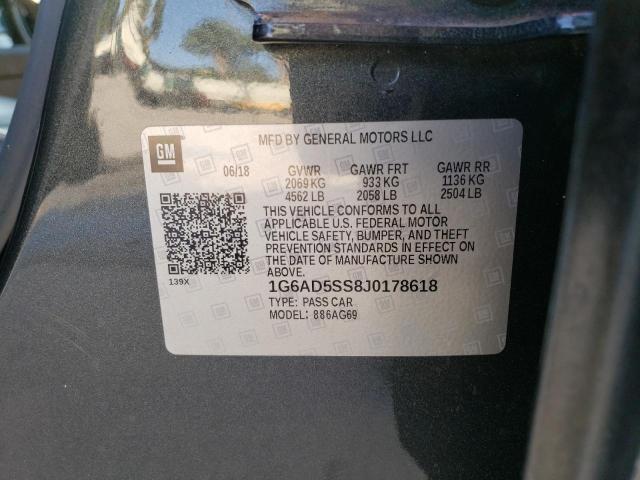 MFD BY GENERAL MOTORS LLC
GM
06/18 GVWR GAWR FRT GAWR RR
2069 KG 933 KG 1136 KG
4562 LB 2058 LB 2504 LB
THIS VEHICLE CONFORMS TO ALL
APPLICABLE U.S. FEDERAL MOTOR
VEHICLE SAFETY, BUMPER, AND THEFT
PREVENTION STANDARDS IN EFFECT ON
THE DATE OF MANUFACTURE SHOWN
ABOVE.
139X
1G6AD5SS8J0178618
TYPE: PASS CAR
MODEL: 886AG69